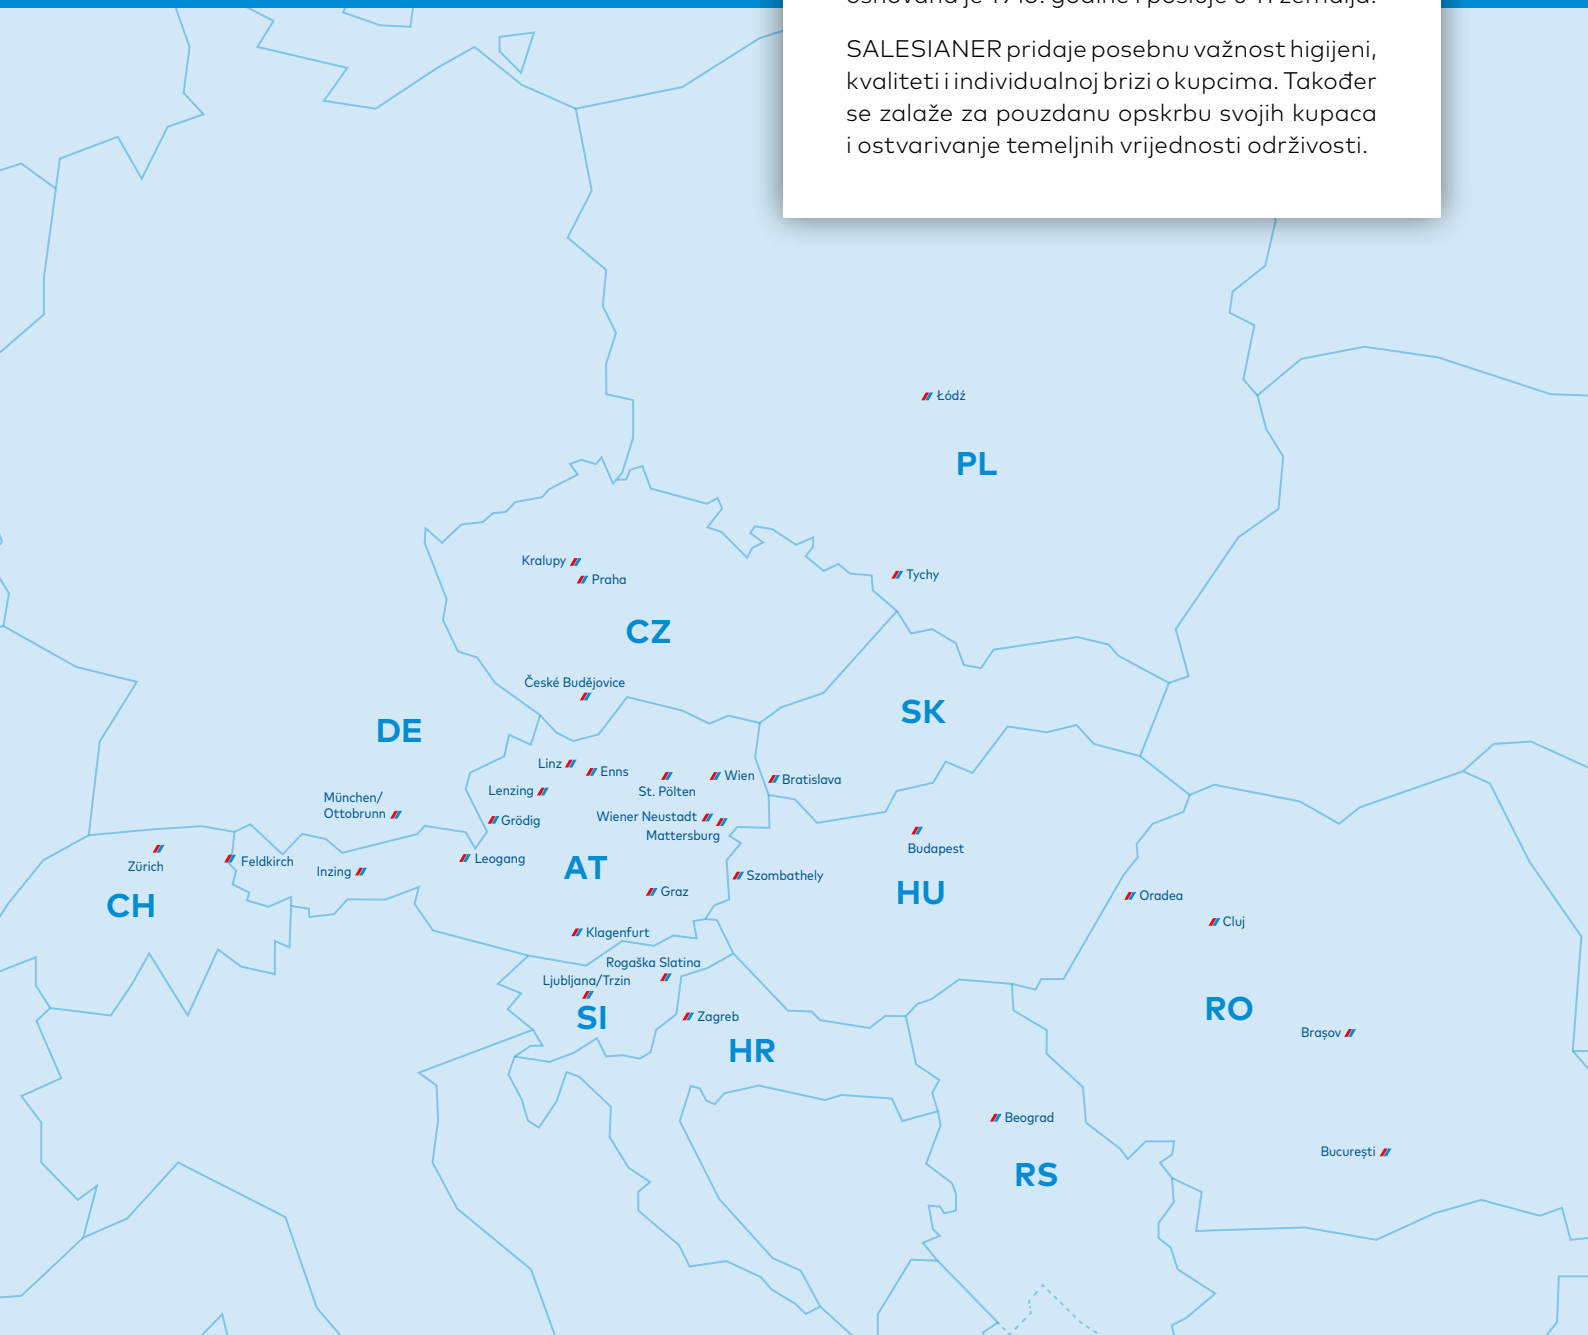 SALESIANER pridaje posebnu važnost higijeni,
kvaliteti i individualnoj brizi o kupcima. Također
se zalaže za pouzdanu opskrbu svojih kupaca
i ostvarivanje temeljnih vrijednosti održivosti.
Łódź
PL
Kralupy
Praha
Tychy
CZ
České Budějovice
SK
DE
Linz
Enns
Wien
Bratislava
St. Pölten
Lenzing
München/
Ottobrunn
Grödig
Wiener Neustadt
Mattersburg
Budapest
Zürich
Feldkirch
Leogang
Inzing
AT
Szombathely
Graz
HU
Oradea
CH
Cluj
Klagenfurt
Rogaška Slatina
Ljubljana/Trzin
SI
Zagreb
RO
Brașov
HR
Beograd
București
RS